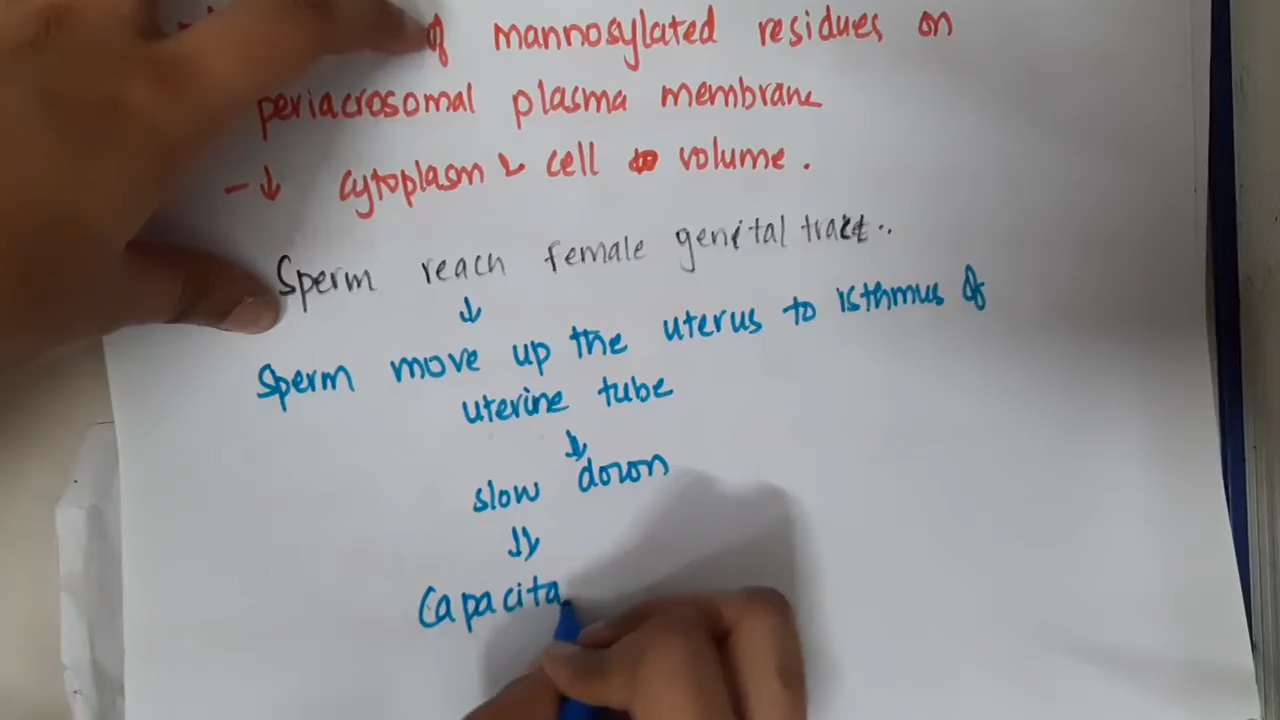 of mannosylated residues on
periacrosomal plasma membrane
- ↓ cytoplasm & cell volume.
Sperm reach female genital tract..
↓
Sperm move up the uterus to isthmus of
uterine tube
↓
slow down
↓↓
Capacita